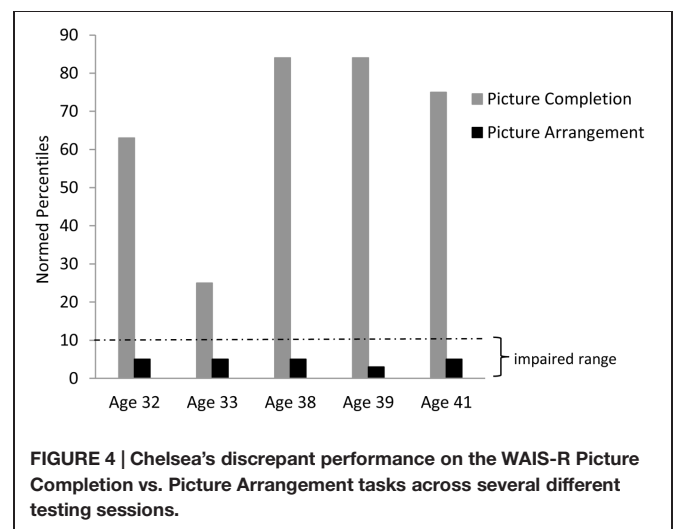 90
80
70
60
50
40
30
20
10
0
Normed Percentiles
Picture Completion
Picture Arrangement
impaired range
Age 32 Age 33 Age 38 Age 39 Age 41
FIGURE 4 | Chelsea's discrepant performance on the WAIS-R Picture
Completion vs. Picture Arrangement tasks across several different
testing sessions.